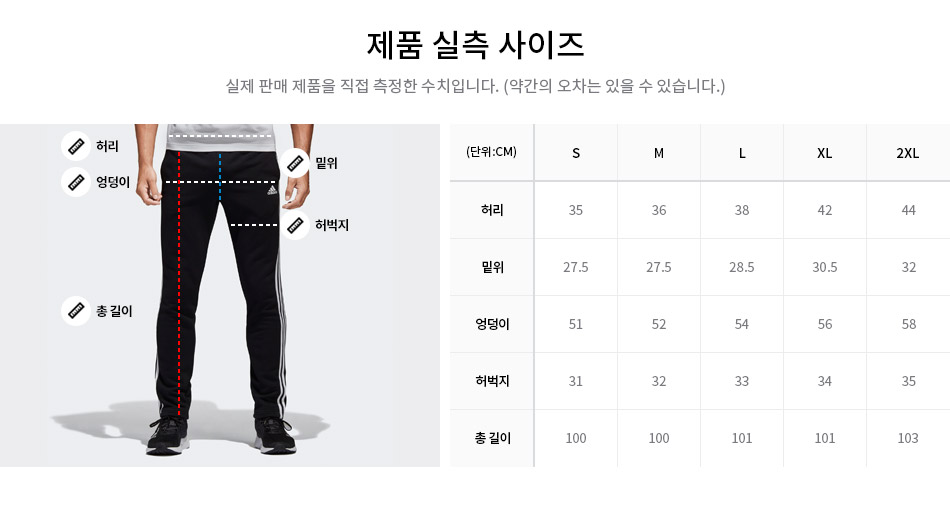 제품 실측 사이즈
실제 판매 제품을 직접 측정한 수치입니다. (약간의 오차는 있을 수 있습니다.)
허리
밑위
엉덩이
허벅지
총 길이
adidas
(단위:CM) S M L XL 2XL
허리 35 36 38 42 44
밑위 27.5 27.5 28.5 30.5 32
엉덩이 51 52 54 56 58
허벅지 31 32 33 34 35
총 길이 100 100 101 101 103